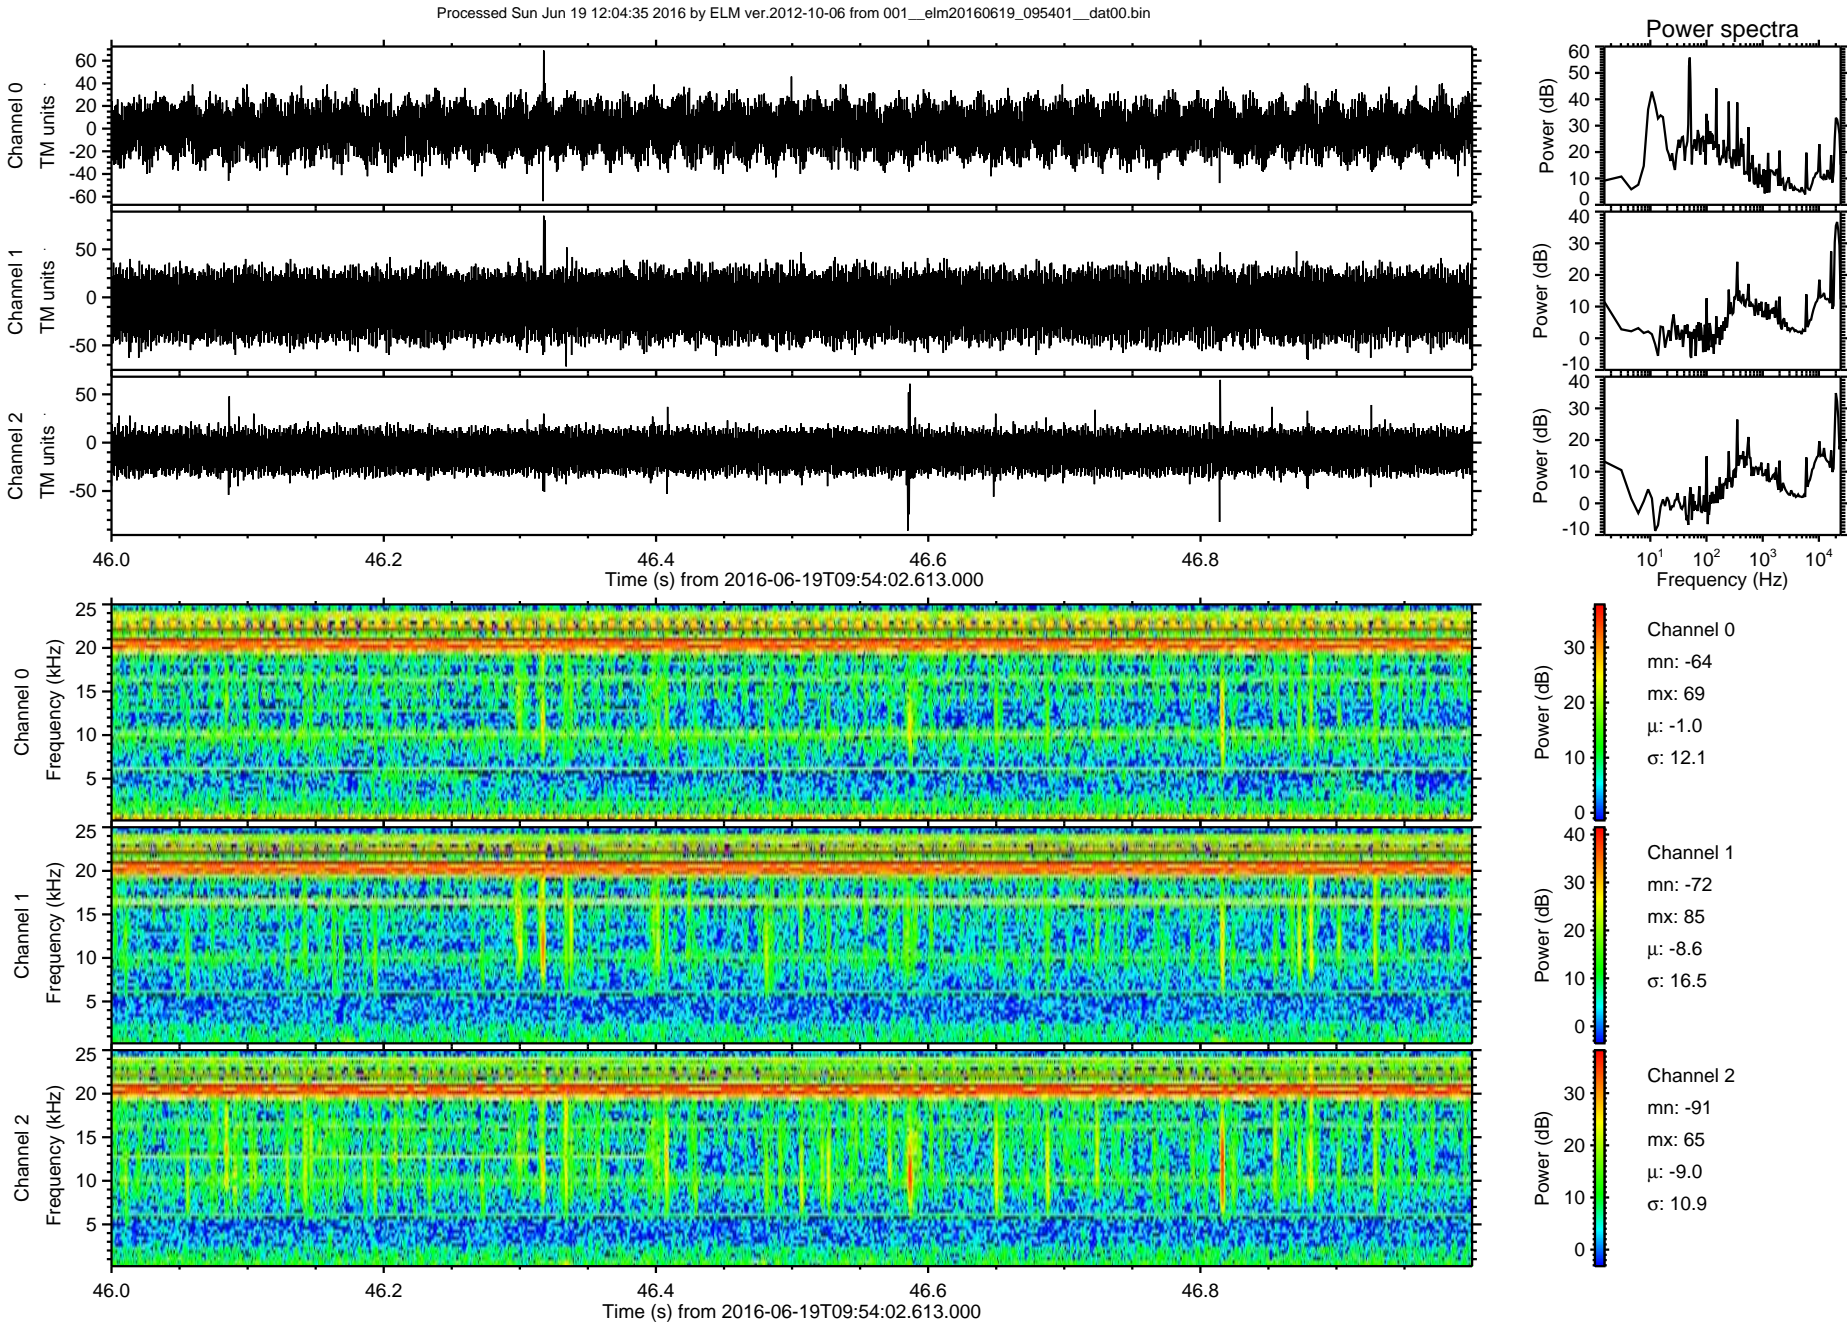 Processed Sun Jun 19 12:04:35 2016 by ELM ver.2012-10-06 from 001__elm20160619_095401__dat00.bin
Power spectra
Channel 0
TM units
60
40
20
0
-20
-40
-60
Power (dB)
60
50
40
30
20
10
0
Channel 1
TM units
50
0
-50
Power (dB)
40
30
20
10
0
-10
Channel 2
TM units
50
0
-50
Power (dB)
40
30
20
10
0
-10
46.0 46.2 46.4 46.6 46.8
Time (s) from 2016-06-19T09:54:02.613.000
10^1 10^2 10^3 10^4
Frequency (Hz)
Channel 0
Frequency (kHz)
25
20
15
10
5
Power (dB)
30
20
10
0
Channel 0
mn: -64
mx: 69
μ: -1.0
σ: 12.1
Channel 1
Frequency (kHz)
25
20
15
10
5
Power (dB)
40
30
20
10
0
Channel 1
mn: -72
mx: 85
μ: -8.6
σ: 16.5
Channel 2
Frequency (kHz)
25
20
15
10
5
Power (dB)
30
20
10
0
Channel 2
mn: -91
mx: 65
μ: -9.0
σ: 10.9
46.0 46.2 46.4 46.6 46.8
Time (s) from 2016-06-19T09:54:02.613.000